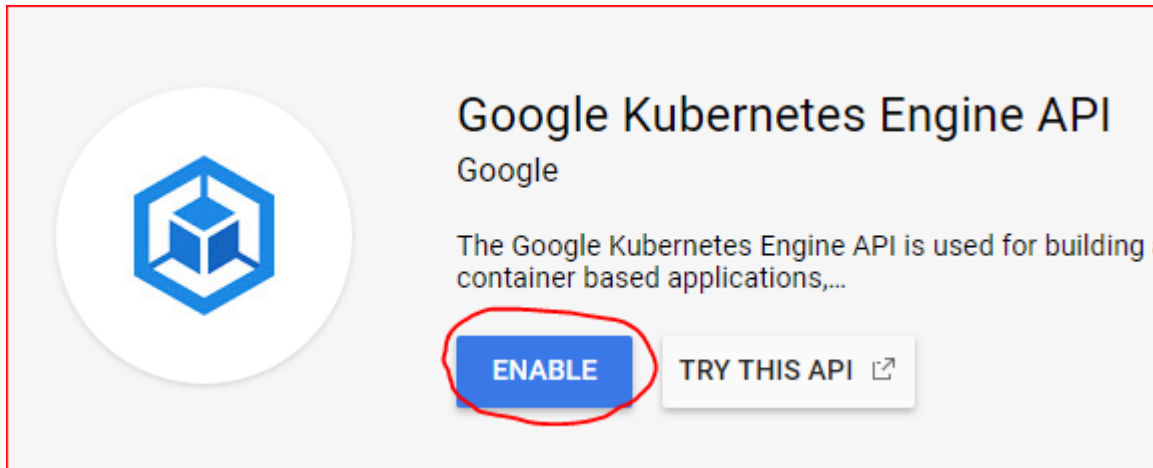 Google Kubernetes Engine API
Google
The Google Kubernetes Engine API is used for building
container based applications,...
ENABLE
TRY THIS API